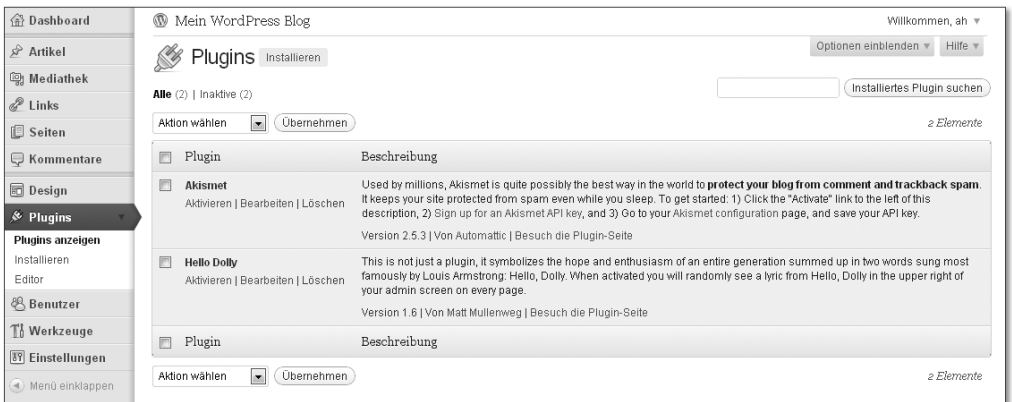 Dashboard
Artikel
Mediathek
Links
Seiten
Kommentare
Design
Plugins
Plugins anzeigen
Installieren
Editor
Benutzer
Werkzeuge
Einstellungen
Menü einklappen
Mein WordPress Blog
Willkommen, ah
Plugins Installieren
Optionen einblenden Hilfe
Alle (2) | Inaktive (2)
Installiertes Plugin suchen
Aktion wählen Übernehmen
2 Elemente
Plugin Beschreibung
Akismet
Aktivieren | Bearbeiten | Löschen
Used by millions, Akismet is quite possibly the best way in the world to protect your blog from comment and trackback spam.
It keeps your site protected from spam even while you sleep. To get started: 1) Click the "Activate" link to the left of this
description, 2) Sign up for an Akismet API key, and 3) Go to your Akismet configuration page, and save your API key.
Version 2.5.3 | Von Automattic | Besuch die Plugin-Seite
Hello Dolly
Aktivieren | Bearbeiten | Löschen
This is not just a plugin, it symbolizes the hope and enthusiasm of an entire generation summed up in two words sung most
famously by Louis Armstrong: Hello, Dolly. When activated you will randomly see a lyric from Hello, Dolly in the upper right of
your admin screen on every page.
Version 1.6 | Von Matt Mullenweg | Besuch die Plugin-Seite
Plugin Beschreibung
Aktion wählen Übernehmen
2 Elemente